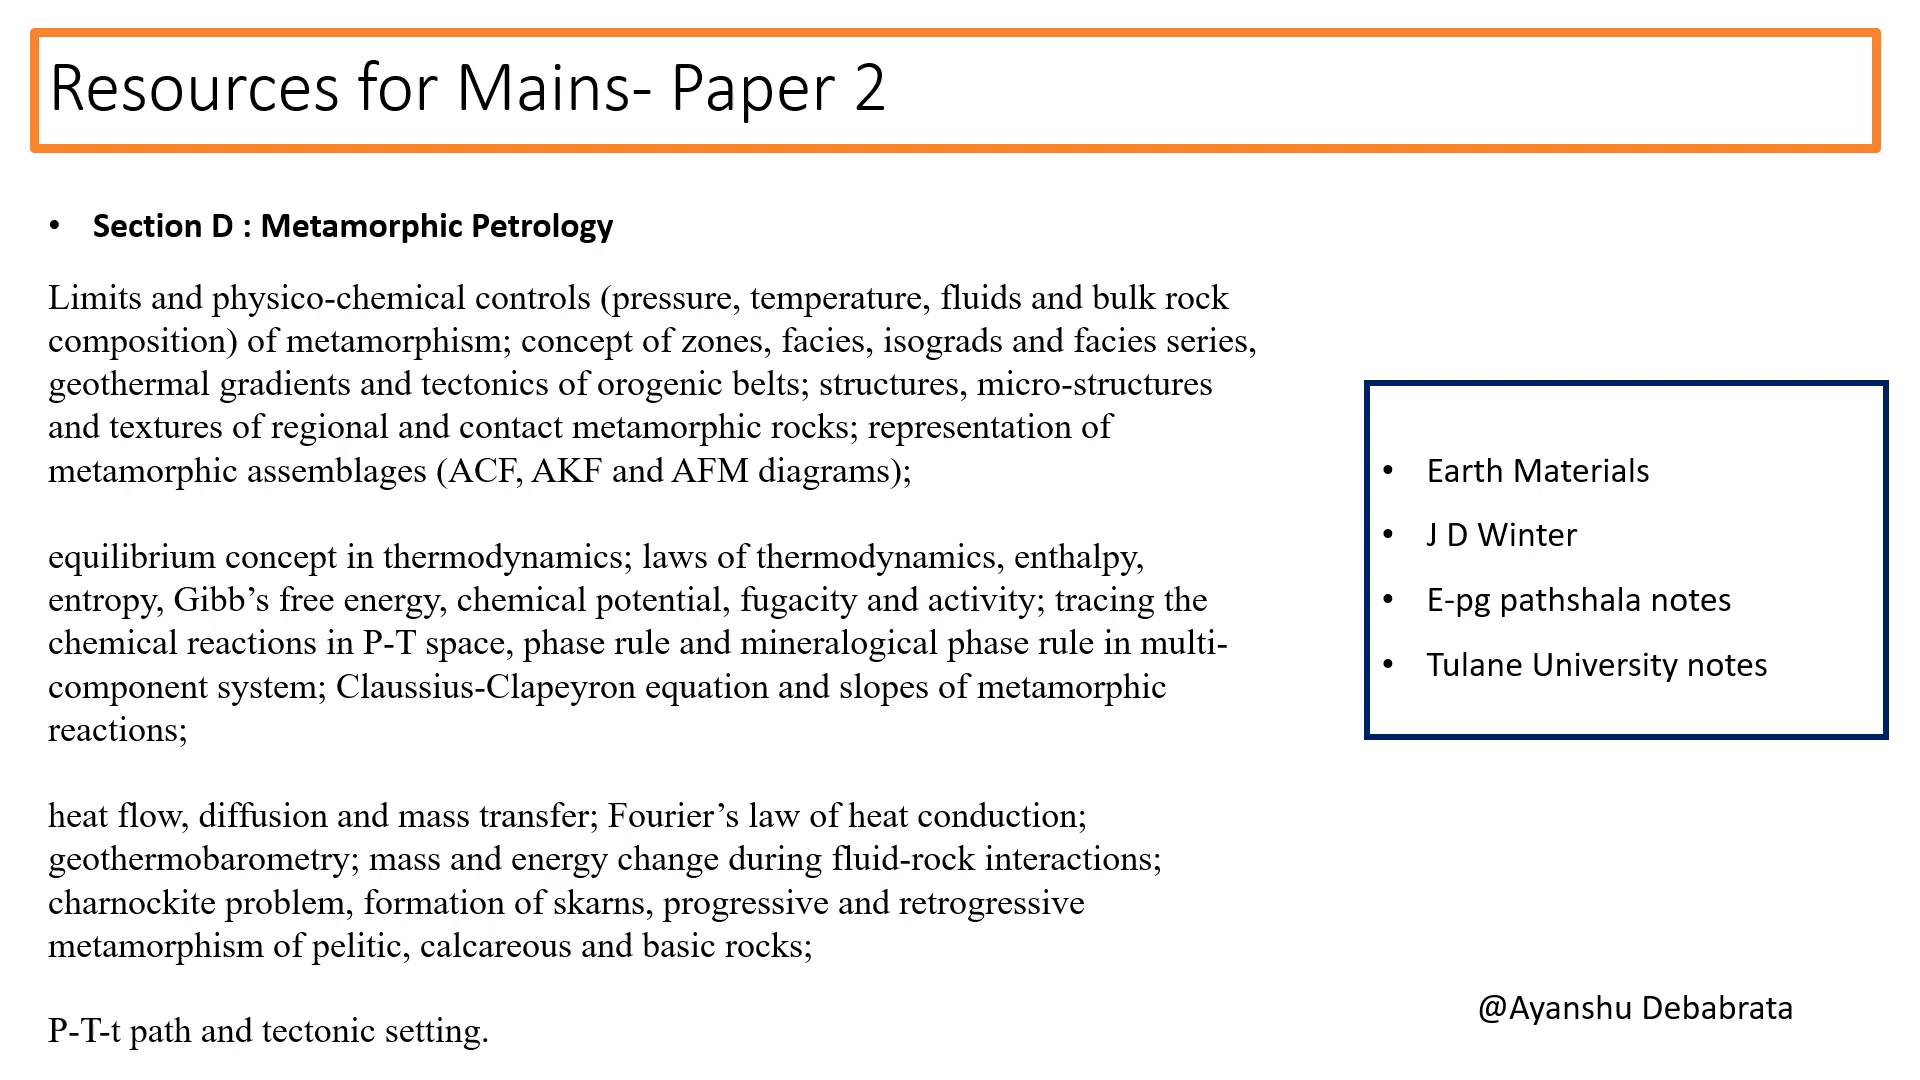 Resources for Mains- Paper 2
• Section D : Metamorphic Petrology
Limits and physico-chemical controls (pressure, temperature, fluids and bulk rock
composition) of metamorphism; concept of zones, facies, isograds and facies series,
geothermal gradients and tectonics of orogenic belts; structures, micro-structures
and textures of regional and contact metamorphic rocks; representation of
metamorphic assemblages (ACF, AKF and AFM diagrams);
equilibrium concept in thermodynamics; laws of thermodynamics, enthalpy,
entropy, Gibb’s free energy, chemical potential, fugacity and activity; tracing the
chemical reactions in P-T space, phase rule and mineralogical phase rule in multi-
component system; Claussius-Clapeyron equation and slopes of metamorphic
reactions;
heat flow, diffusion and mass transfer; Fourier’s law of heat conduction;
geothermobarometry; mass and energy change during fluid-rock interactions;
charnockite problem, formation of skarns, progressive and retrogressive
metamorphism of pelitic, calcareous and basic rocks;
P-T-t path and tectonic setting.
• Earth Materials
• J D Winter
• E-pg pathshala notes
• Tulane University notes
@Ayanshu Debabrata